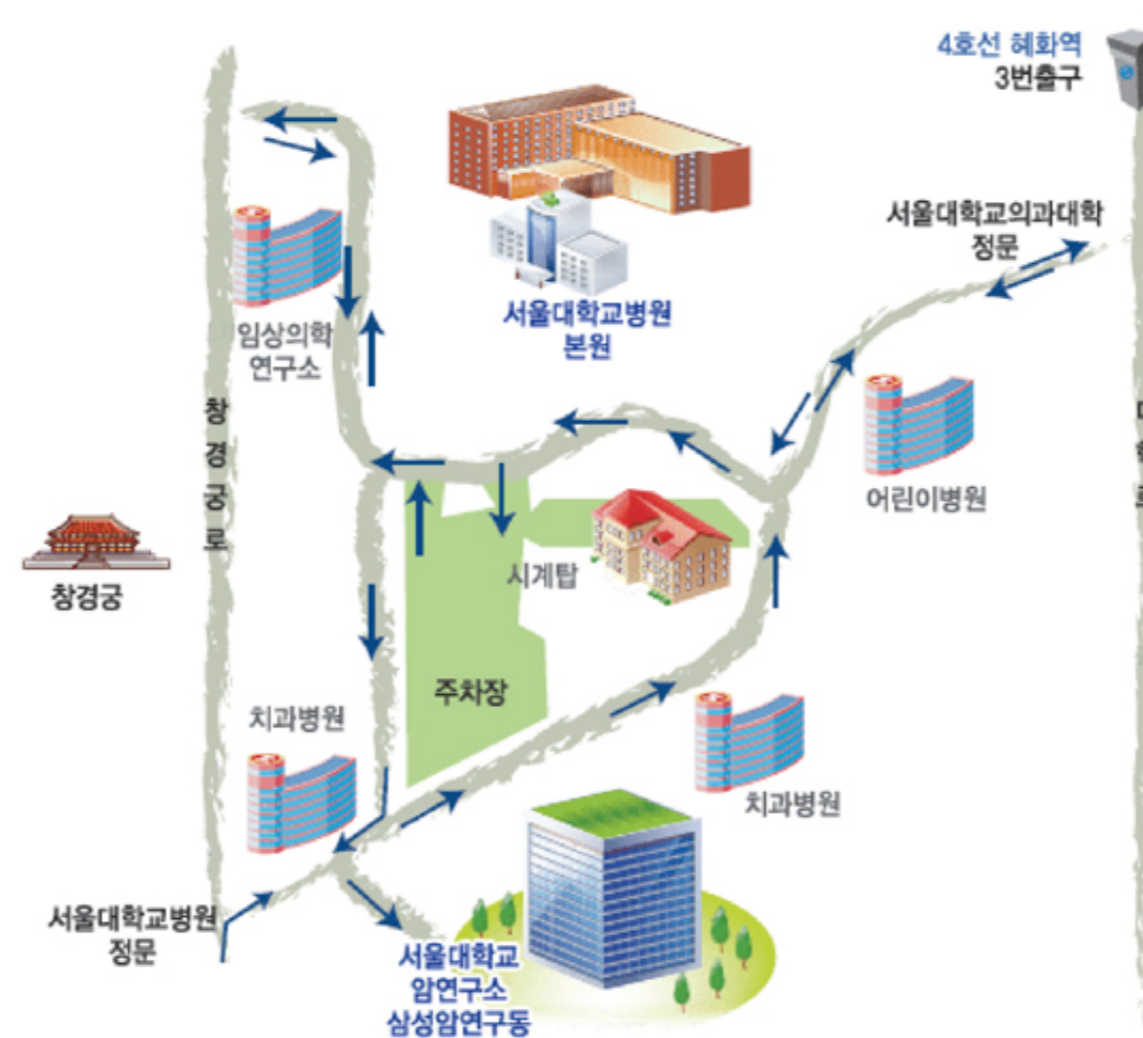 4호선 혜화역
3번출구
서울대학교의과대학
정문
서울대학교병원
본원
임상의학
연구소
창
경
궁
로
어린이병원
시계탑
창경궁
주차장
치과병원
치과병원
서울대학교병원
정문
서울대학교
암연구소
삼성암연구동